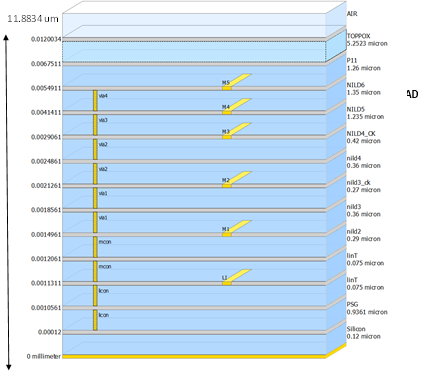 AIR
11.8834 um
0.0120034
TOPPOX
5.2523 micron
0.0067511
P11
1.26 micron
M5
0.0054911
NILD6
1.35 micron
via4
M4
0.0041411
NILD5
1.235 micron
via3
M3
0.0029061
NILD4_CK
0.42 micron
via2
0.0024861
nild4
0.36 micron
via2
M2
0.0021261
nild3_ck
0.27 micron
via1
0.0018561
nild3
0.36 micron
via1
M1
0.0014961
nild2
0.29 micron
mcon
0.0012061
linT
0.075 micron
mcon
LI
0.0011311
linT
0.075 micron
licon
0.0010561
PSG
0.9361 micron
licon
0.00012
Silicon
0.12 micron
0 millimeter
AD